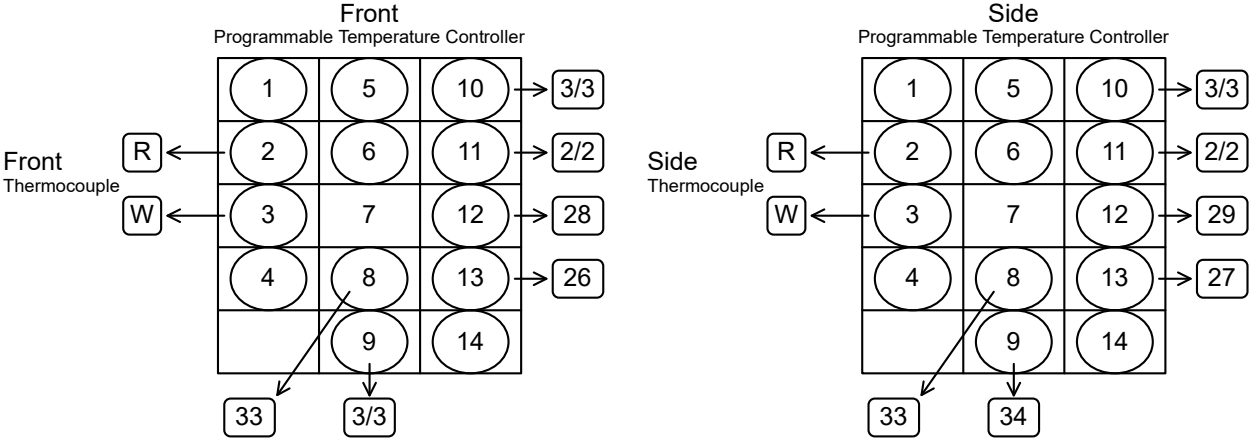 Front
Programmable Temperature Controller
1 5 10 3/3
R 2 6 11 2/2
Front
Thermocouple
W 3 7 12 28
4 8 13 26
9 14
33 3/3
Side
Programmable Temperature Controller
1 5 10 3/3
R 2 6 11 2/2
Side
Thermocouple
W 3 7 12 29
4 8 13 27
9 14
33 34